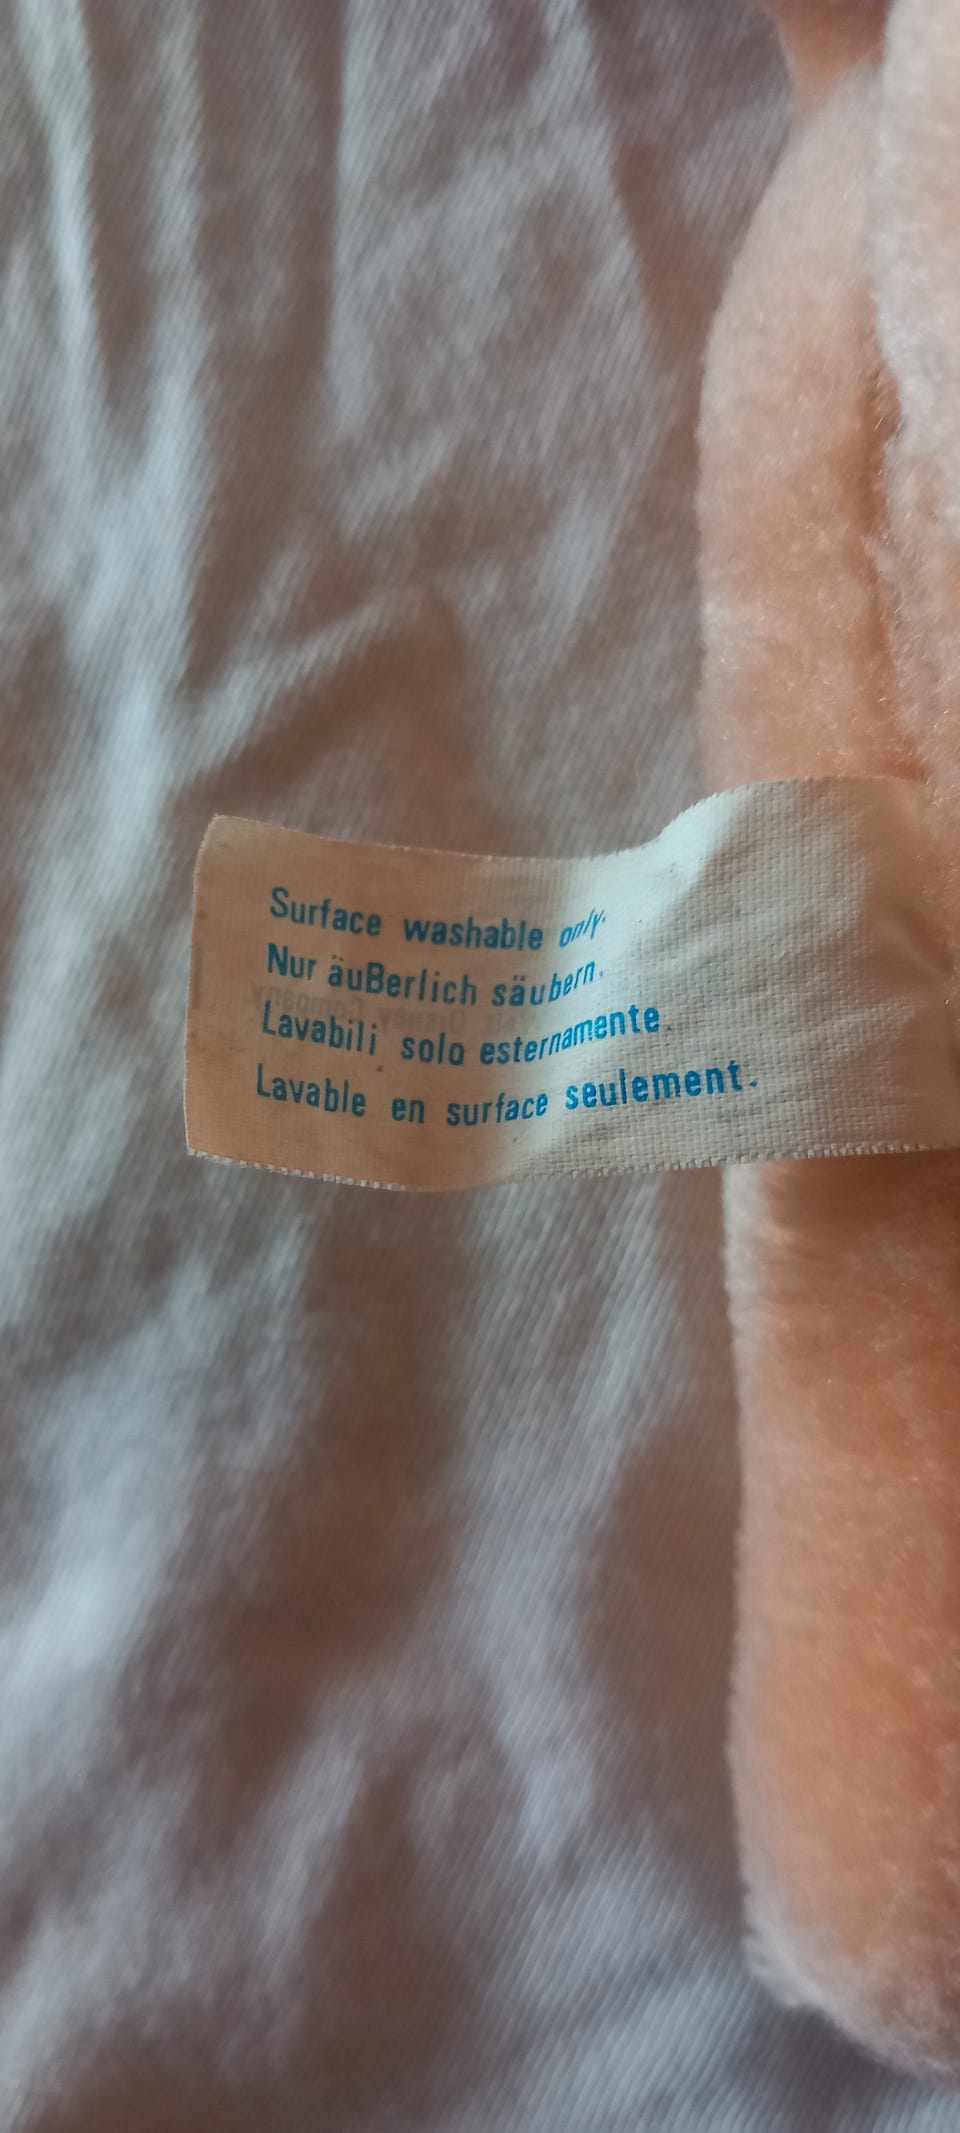 Surface washable only.
Nur äuBerlich säubern.
Lavabili solo esternamente.
Lavable en surface seulement.